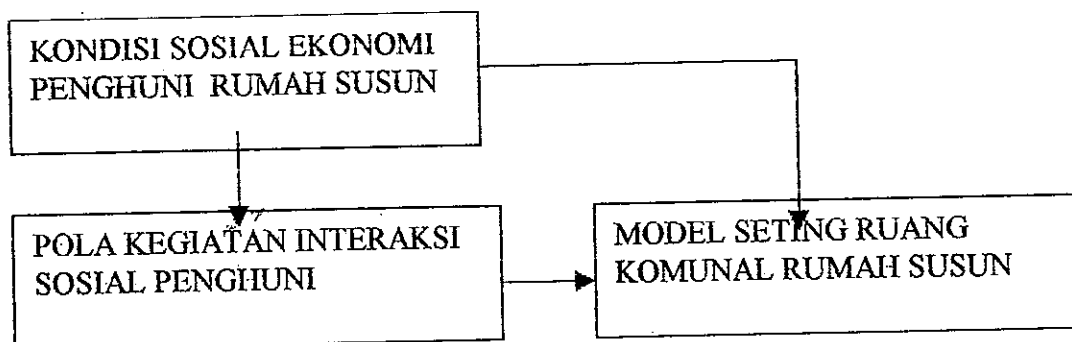 KONDISI SOSIAL EKONOMI
PENGHUNI RUMAH SUSUN
POLA KEGIATAN INTERAKSI
SOSIAL PENGHUNI
MODEL SETING RUANG
KOMUNAL RUMAH SUSUN